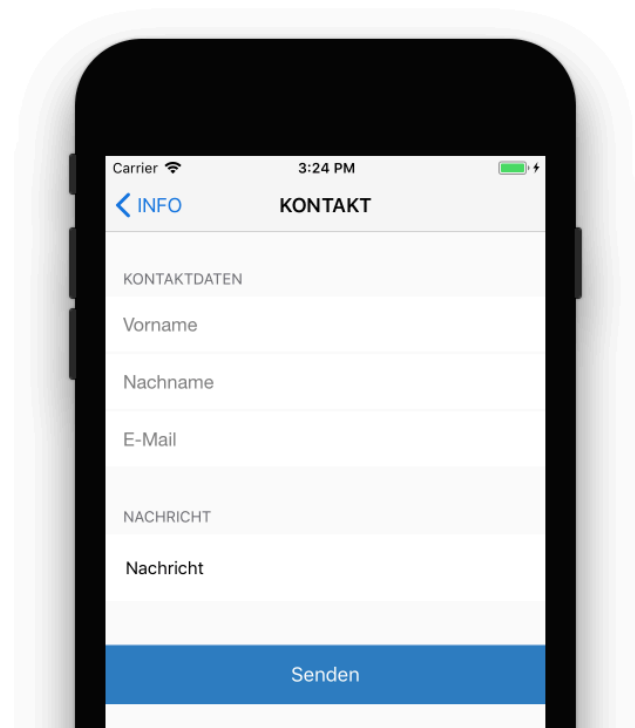 Carrier 3:24 PM
INFO KONTAKT
KONTAKTDATEN
Vorname
Nachname
E-Mail
NACHRICHT
Nachricht
Senden